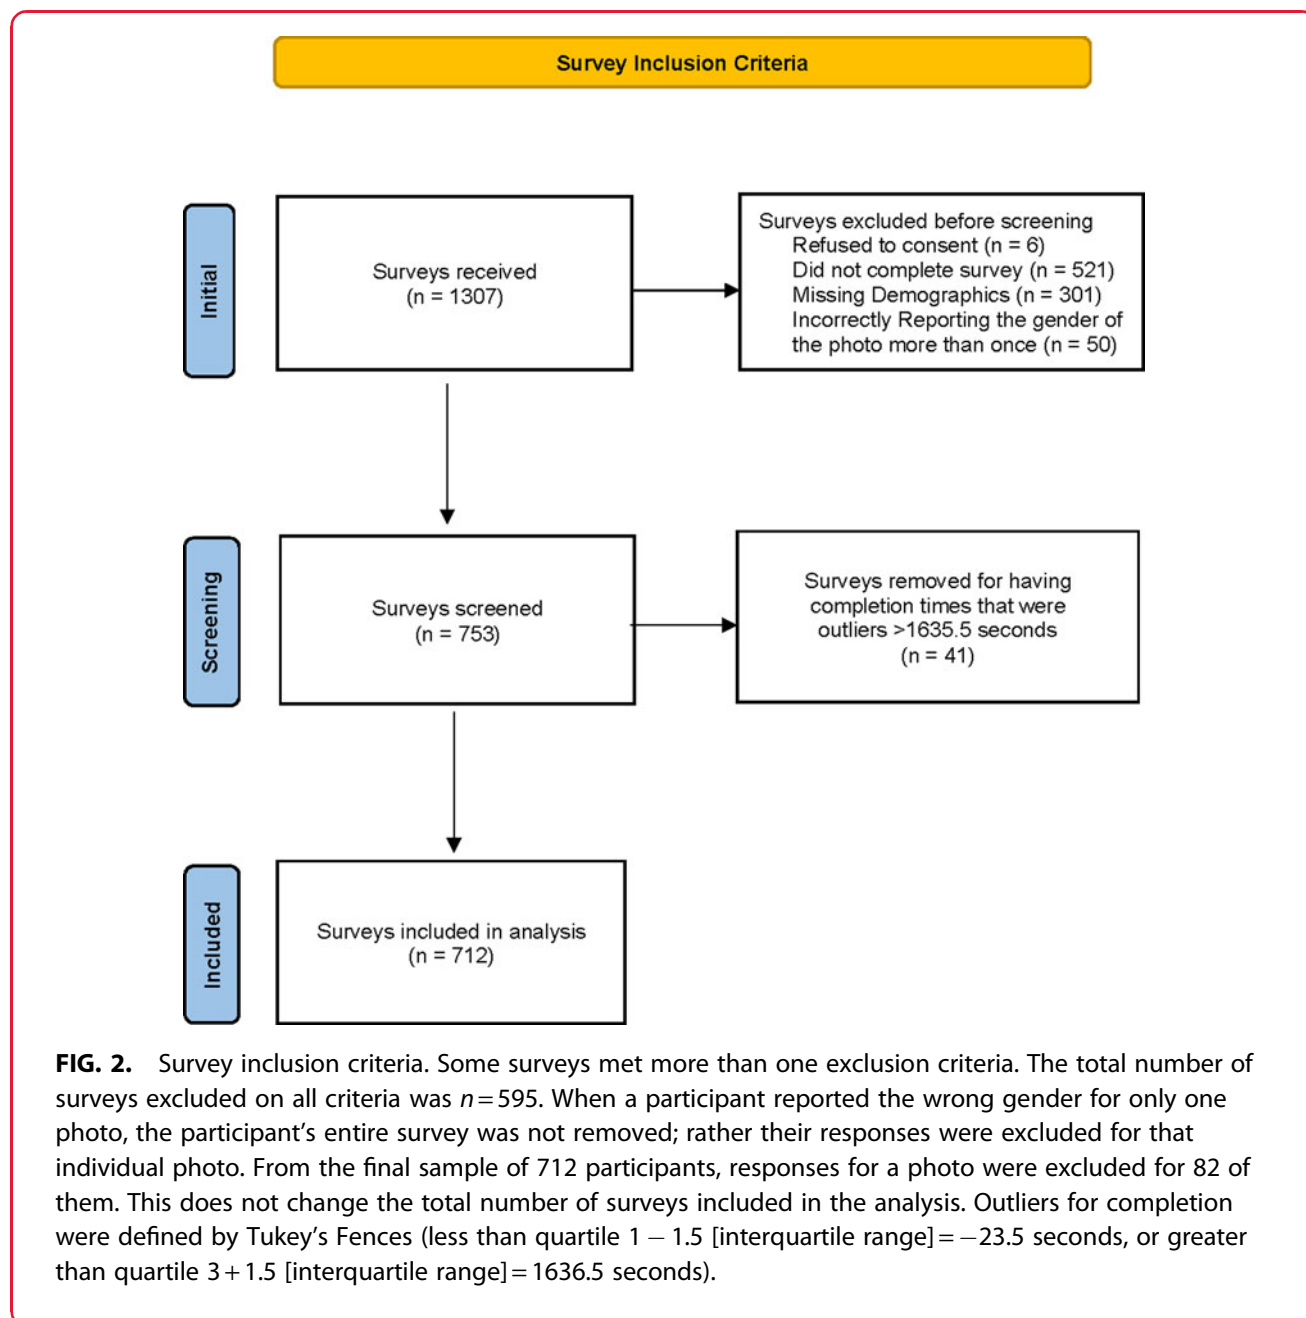 Survey Inclusion Criteria
Initial
Surveys received
(n = 1307)
Surveys excluded before screening
Refused to consent (n = 6)
Did not complete survey (n = 521)
Missing Demographics (n = 301)
Incorrectly Reporting the gender of
the photo more than once (n = 50)
Screening
Surveys screened
(n = 753)
Surveys removed for having
completion times that were
outliers >1635.5 seconds
(n = 41)
Included
Surveys included in analysis
(n = 712)
FIG. 2. Survey inclusion criteria. Some surveys met more than one exclusion criteria. The total number of
surveys excluded on all criteria was n = 595. When a participant reported the wrong gender for only one
photo, the participant’s entire survey was not removed; rather their responses were excluded for that
individual photo. From the final sample of 712 participants, responses for a photo were excluded for 82 of
them. This does not change the total number of surveys included in the analysis. Outliers for completion
were defined by Tukey’s Fences (less than quartile 1 − 1.5 [interquartile range] = −23.5 seconds, or greater
than quartile 3 + 1.5 [interquartile range] = 1636.5 seconds).